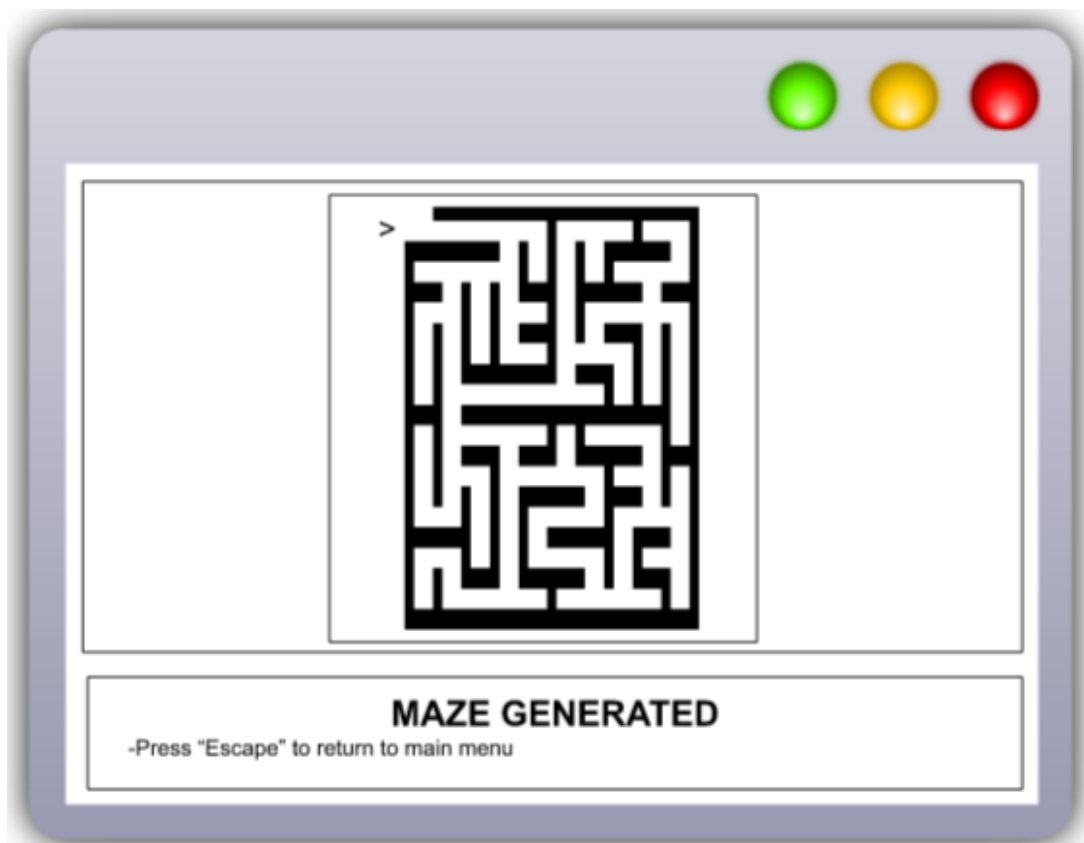 >
MAZE GENERATED
-Press “Escape” to return to main menu